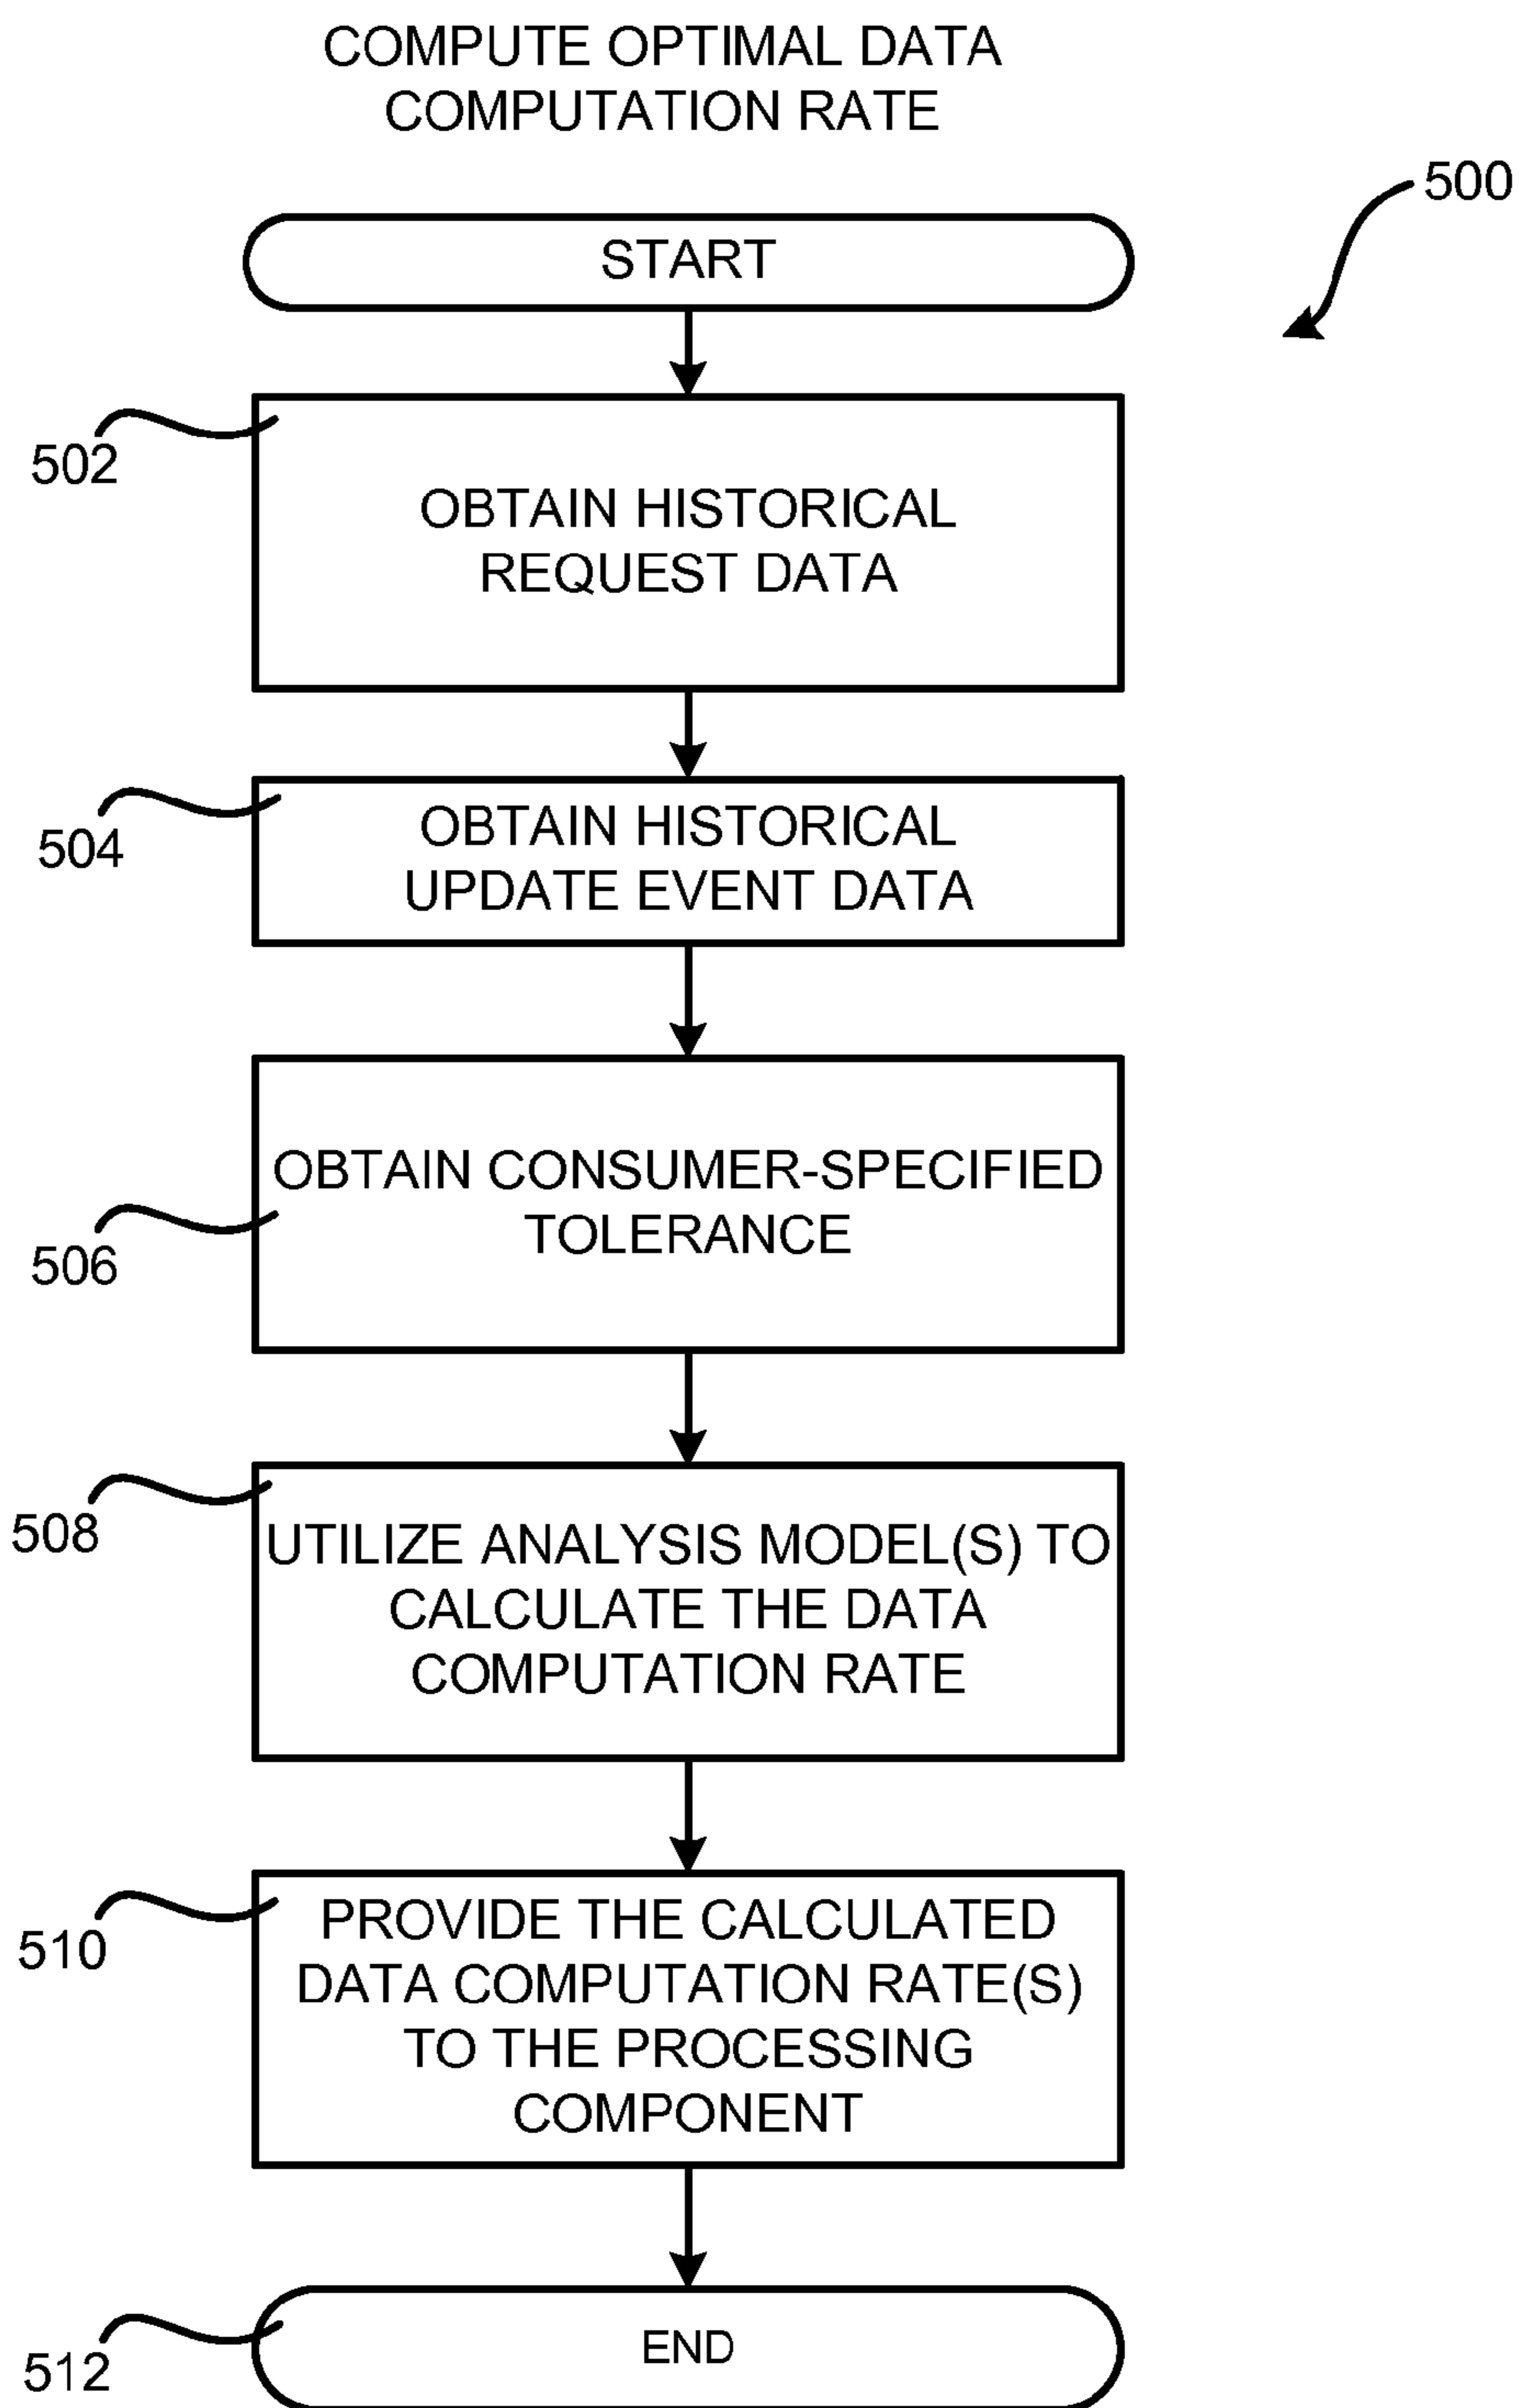 COMPUTE OPTIMAL DATA
COMPUTATION RATE
500
START
502
OBTAIN HISTORICAL
REQUEST DATA
504
OBTAIN HISTORICAL
UPDATE EVENT DATA
506
OBTAIN CONSUMER-SPECIFIED
TOLERANCE
508
UTILIZE ANALYSIS MODEL(S) TO
CALCULATE THE DATA
COMPUTATION RATE
510
PROVIDE THE CALCULATED
DATA COMPUTATION RATE(S)
TO THE PROCESSING
COMPONENT
512
END